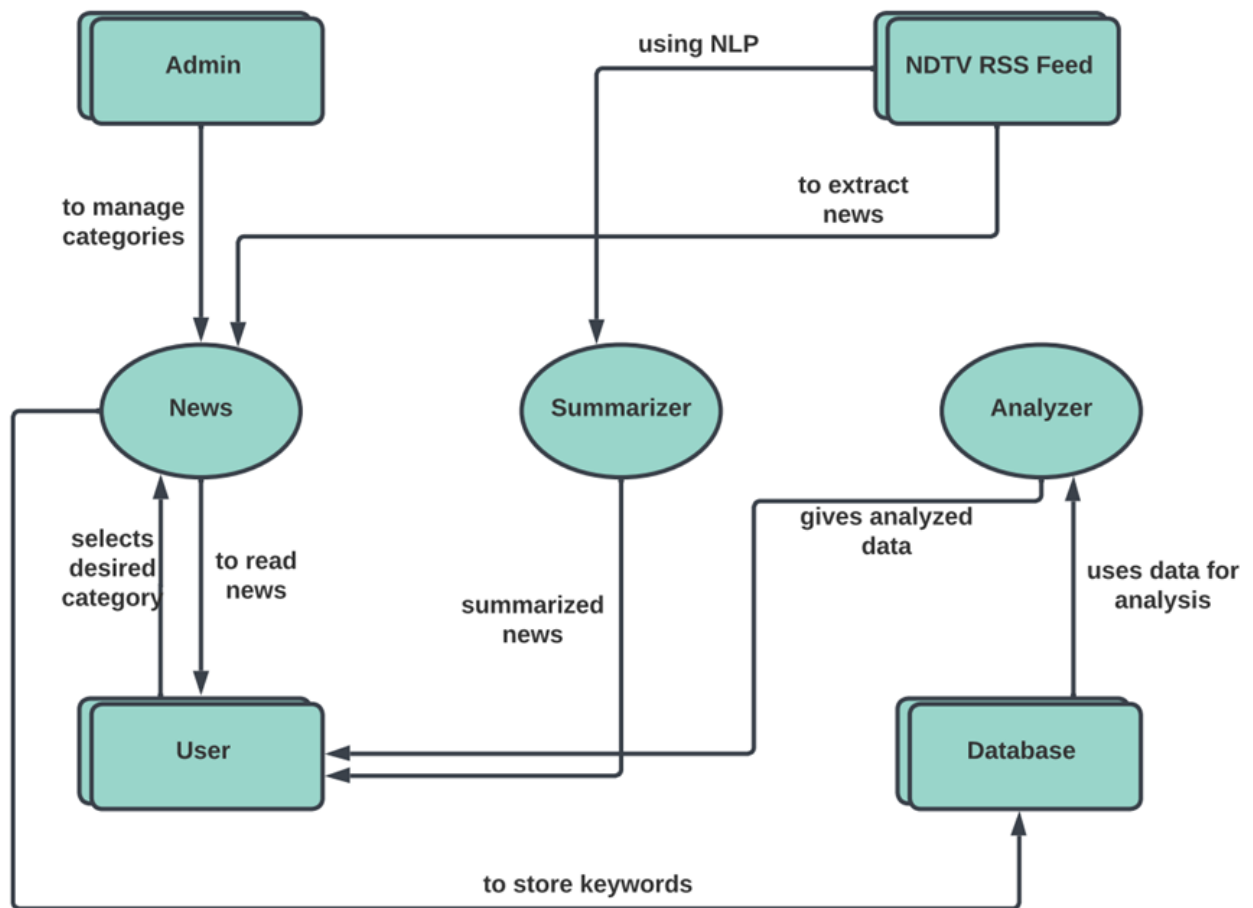 Admin
using NLP
NDTV RSS Feed
to manage
categories
to extract
news
News
Summarizer
Analyzer
selects
desired
category
to read
news
summarized
news
gives analyzed
data
uses data for
analysis
User
Database
to store keywords